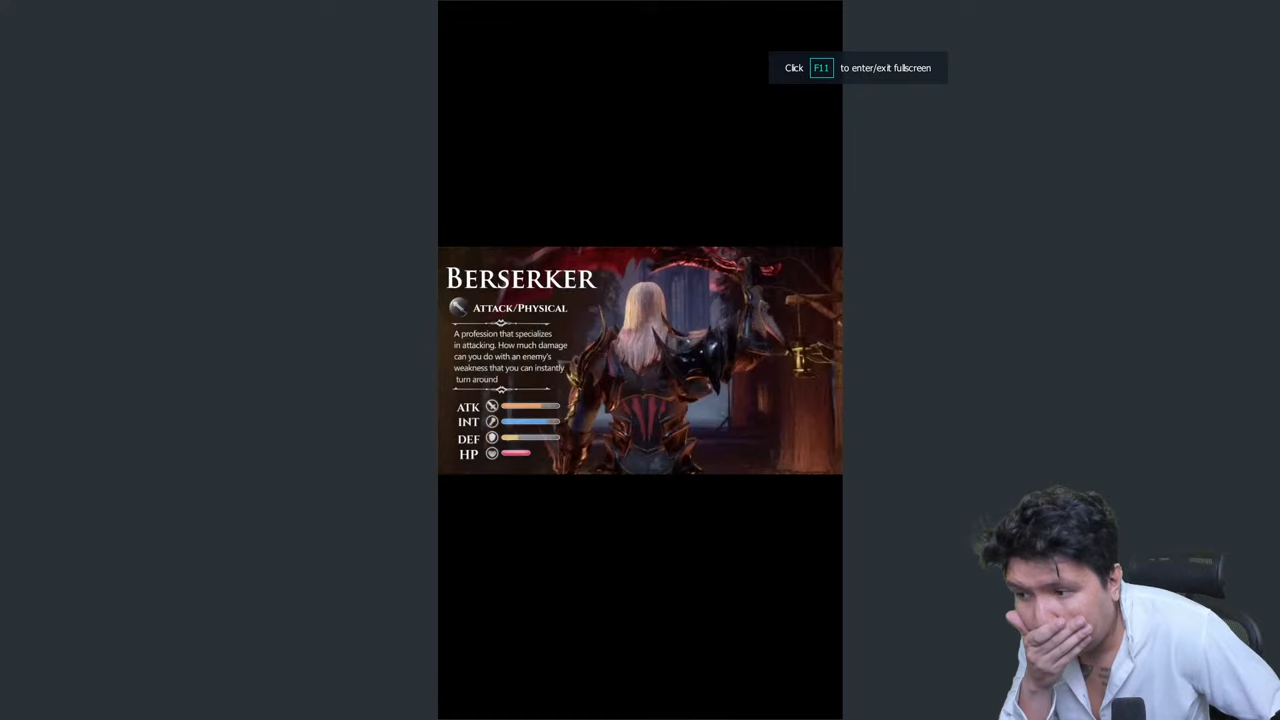 Click F11 to enter/exit fullscreen
BERSERKER
ATTACK/PHYSICAL
A profession that specializes
in attacking. How much damage
can you do with an enemy's
weakness that you can instantly
turn around
ATK
INT
DEF
HP